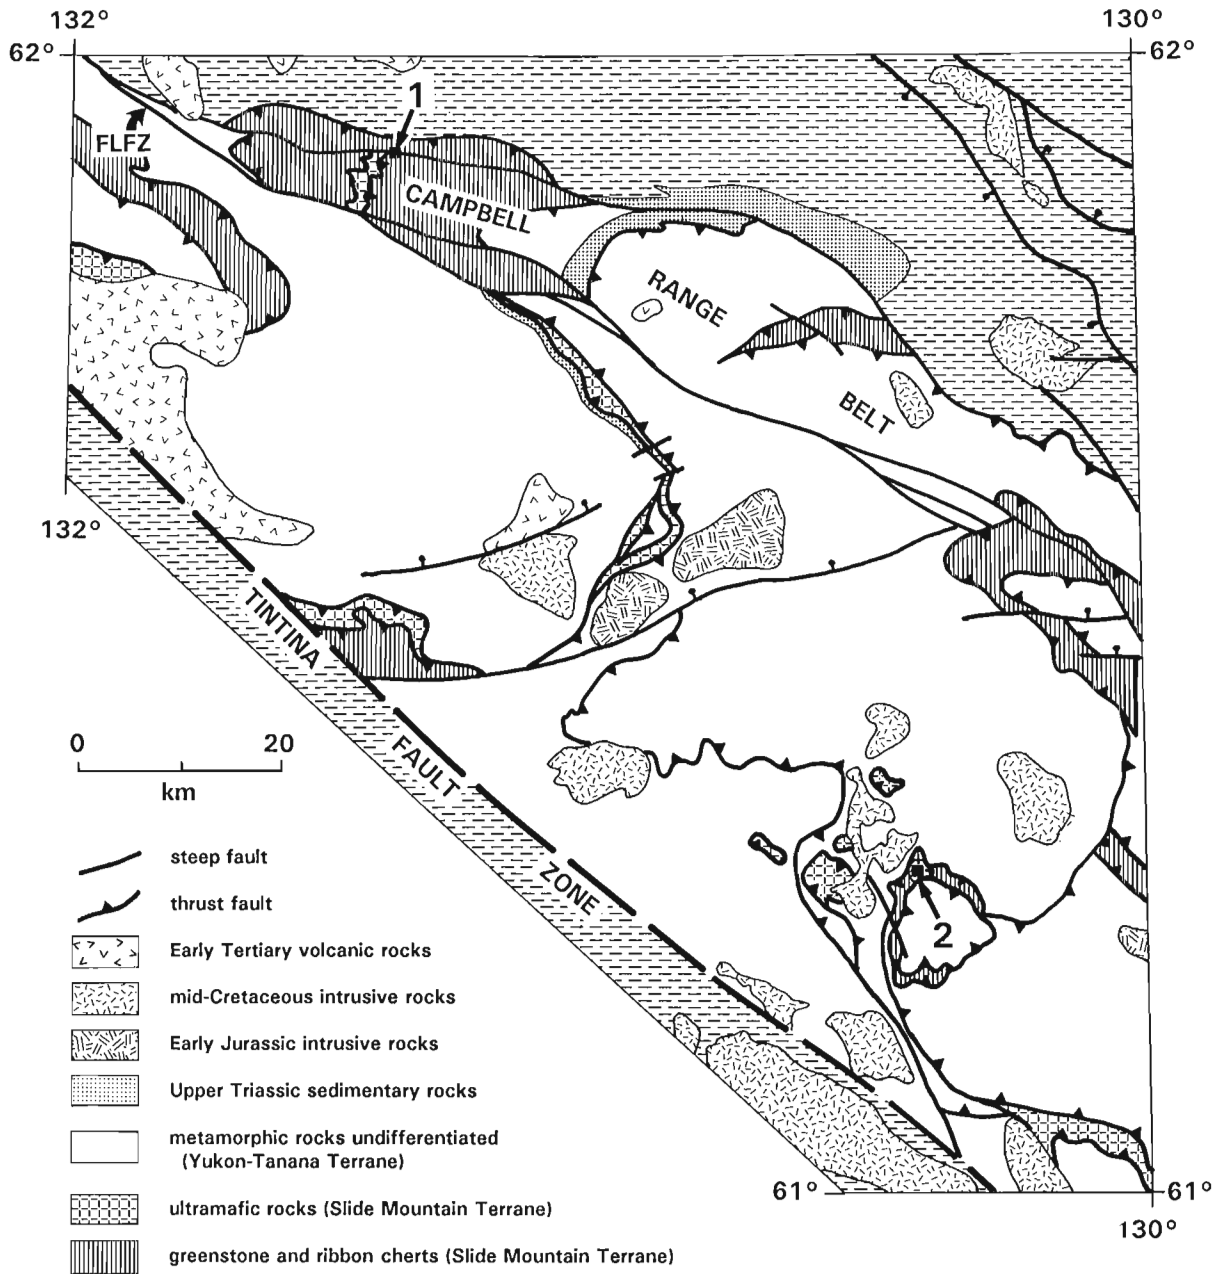 132°
130°
62°
62°
1
FLFZ
CAMPBELL
RANGE
BELT
132°
TINTINA
FAULT
ZONE
2
0 20
km
steep fault
thrust fault
Early Tertiary volcanic rocks
mid-Cretaceous intrusive rocks
Early Jurassic intrusive rocks
Upper Triassic sedimentary rocks
metamorphic rocks undifferentiated
(Yukon-Tanana Terrane)
ultramafic rocks (Slide Mountain Terrane)
greenstone and ribbon cherts (Slide Mountain Terrane)
61°
61°
130°